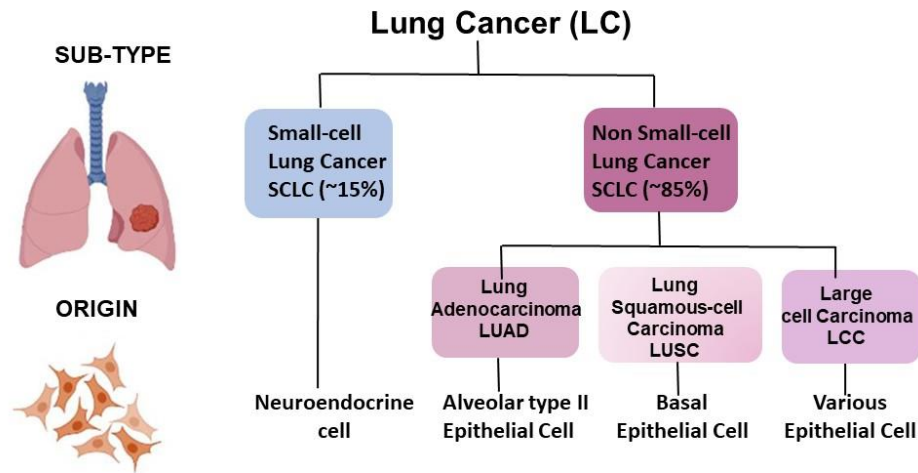 Lung Cancer (LC)
SUB-TYPE
Small-cell
Lung Cancer
SCLC (~15%)
Non Small-cell
Lung Cancer
SCLC (~85%)
ORIGIN
Lung
Adenocarcinoma
LUAD
Lung
Squamous-cell
Carcinoma
LUSC
Large
cell Carcinoma
LCC
Neuroendocrine
cell
Alveolar type II
Epithelial Cell
Basal
Epithelial Cell
Various
Epithelial Cell